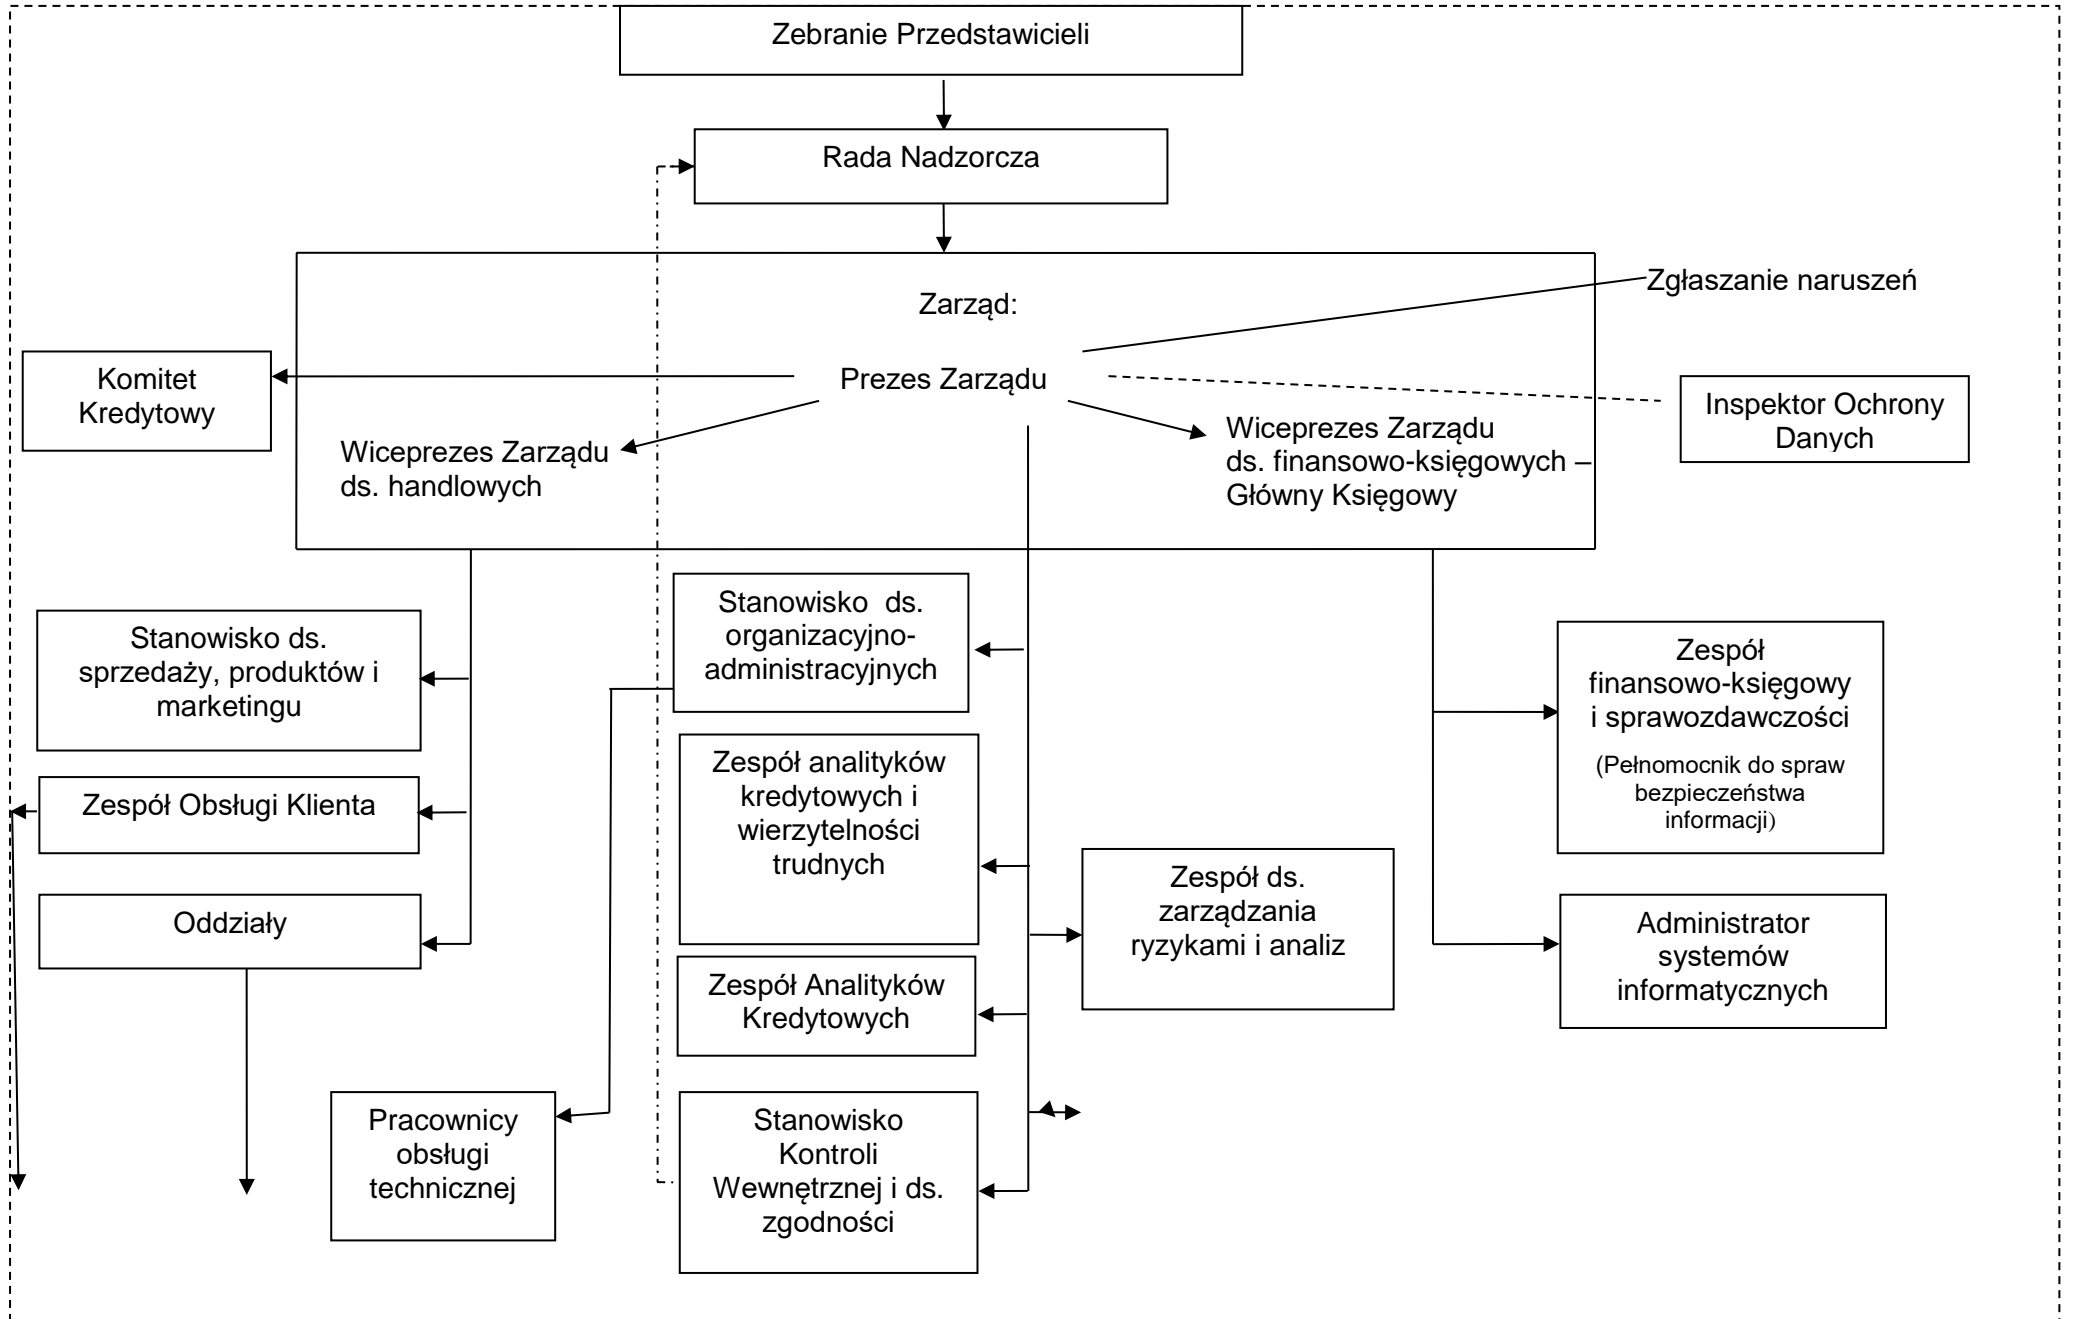 Zebranie Przedstawicieli
Rada Nadzorcza
Zarząd:
Zgłaszanie naruszeń
Prezes Zarządu
Komitet
Kredytowy
Wiceprezes Zarządu
ds. handlowych
Wiceprezes Zarządu
ds. finansowo-księgowych –
Główny Księgowy
Inspektor Ochrony
Danych
Stanowisko ds.
sprzedaży, produktów i
marketingu
Zespół Obsługi Klienta
Oddziały
Stanowisko  ds.
organizacyjno-
administracyjnych
Zespół analityków
kredytowych i
wierzytelności
trudnych
Zespół Analityków
Kredytowych
Stanowisko
Kontroli
Wewnętrznej i ds.
zgodności
Pracownicy
obsługi
technicznej
Zespół ds.
zarządzania
ryzykami i analiz
Zespół
finansowo-księgowy
i sprawozdawczości
(Pełnomocnik do spraw
bezpieczeństwa
informacji)
Administrator
systemów
informatycznych